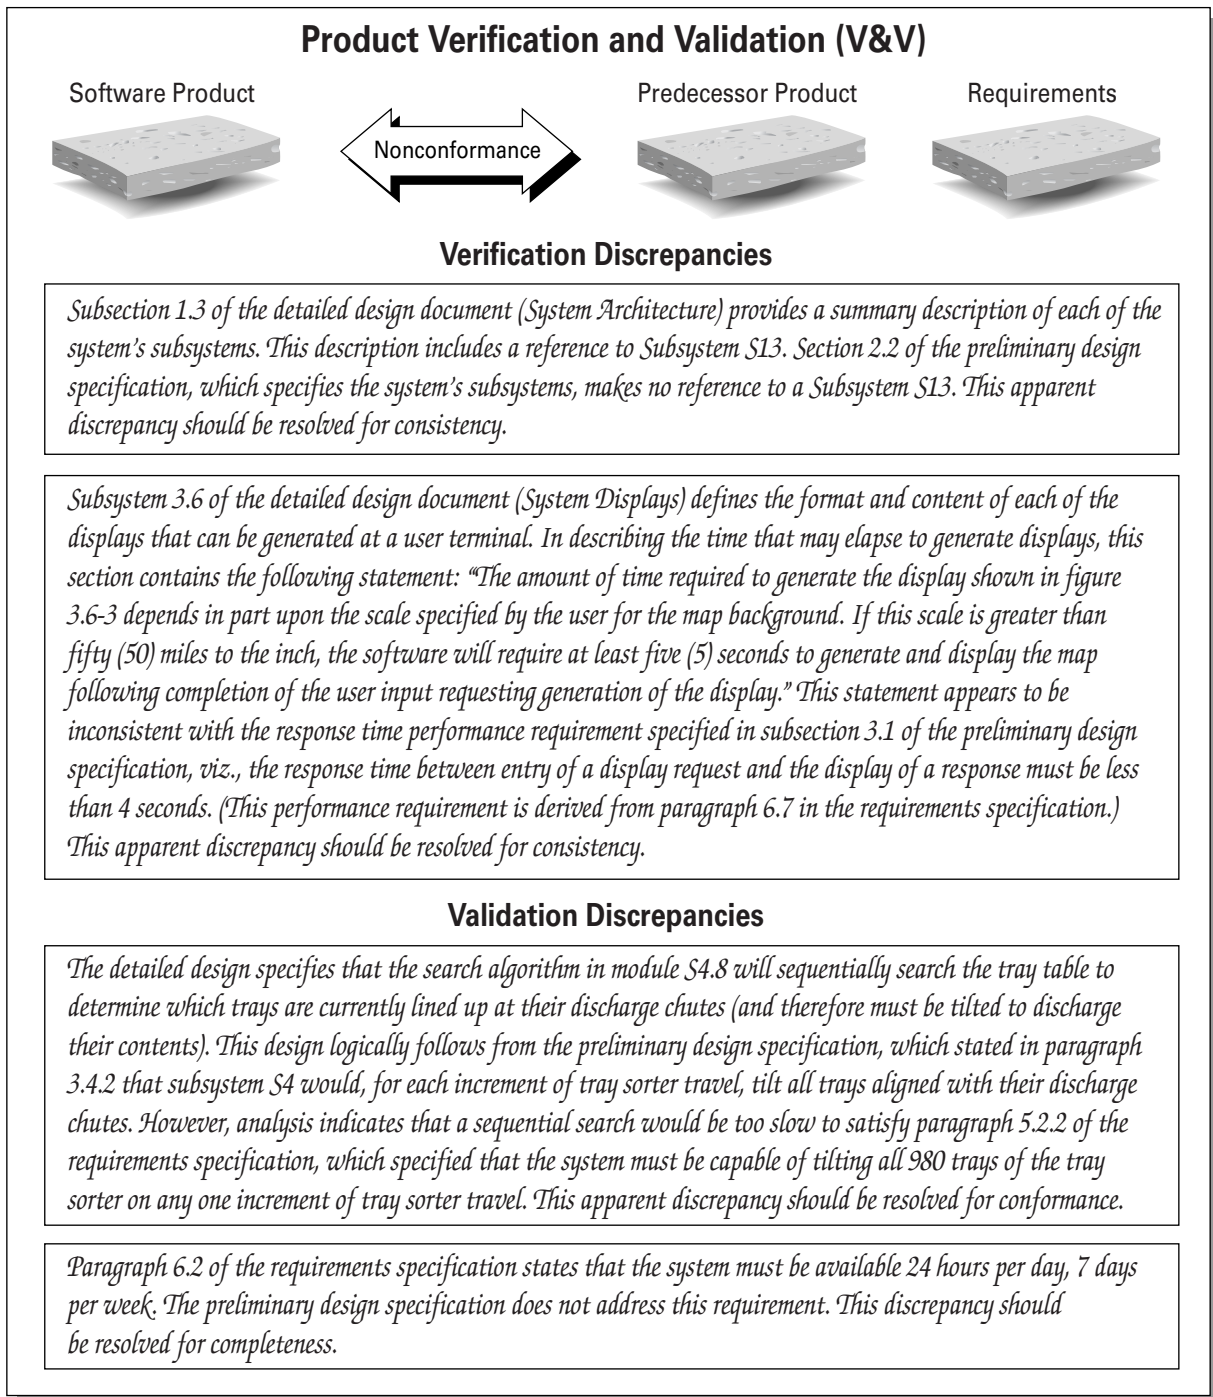 Product Verification and Validation (V&V)
Software Product
Predecessor Product
Requirements
Nonconformance
Verification Discrepancies
Subsection 1.3 of the detailed design document (System Architecture) provides a summary description of each of the
system's subsystems. This description includes a reference to Subsystem S13. Section 2.2 of the preliminary design
specification, which specifies the system's subsystems, makes no reference to a Subsystem S13. This apparent
discrepancy should be resolved for consistency.
Subsystem 3.6 of the detailed design document (System Displays) defines the format and content of each of the
displays that can be generated at a user terminal. In describing the time that may elapse to generate displays, this
section contains the following statement: “The amount of time required to generate the display shown in figure
3.6-3 depends in part upon the scale specified by the user for the map background. If this scale is greater than
fifty (50) miles to the inch, the software will require at least five (5) seconds to generate and display the map
following completion of the user input requesting generation of the display.” This statement appears to be
inconsistent with the response time performance requirement specified in subsection 3.1 of the preliminary design
specification, viz., the response time between entry of a display request and the display of a response must be less
than 4 seconds. (This performance requirement is derived from paragraph 6.7 in the requirements specification.)
This apparent discrepancy should be resolved for consistency.
Validation Discrepancies
The detailed design specifies that the search algorithm in module S4.8 will sequentially search the tray table to
determine which trays are currently lined up at their discharge chutes (and therefore must be tilted to discharge
their contents). This design logically follows from the preliminary design specification, which stated in paragraph
3.4.2 that subsystem S4 would, for each increment of tray sorter travel, tilt all trays aligned with their discharge
chutes. However, analysis indicates that a sequential search would be too slow to satisfy paragraph 5.2.2 of the
requirements specification, which specified that the system must be capable of tilting all 980 trays of the tray
sorter on any one increment of tray sorter travel. This apparent discrepancy should be resolved for conformance.
Paragraph 6.2 of the requirements specification states that the system must be available 24 hours per day, 7 days
per week. The preliminary design specification does not address this requirement. This discrepancy should
be resolved for completeness.